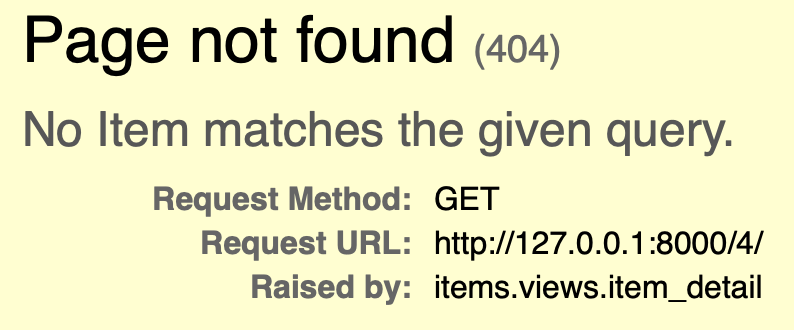 Page not found (404)
No Item matches the given query.
Request Method: GET
Request URL: http://127.0.0.1:8000/4/
Raised by: items.views.item_detail